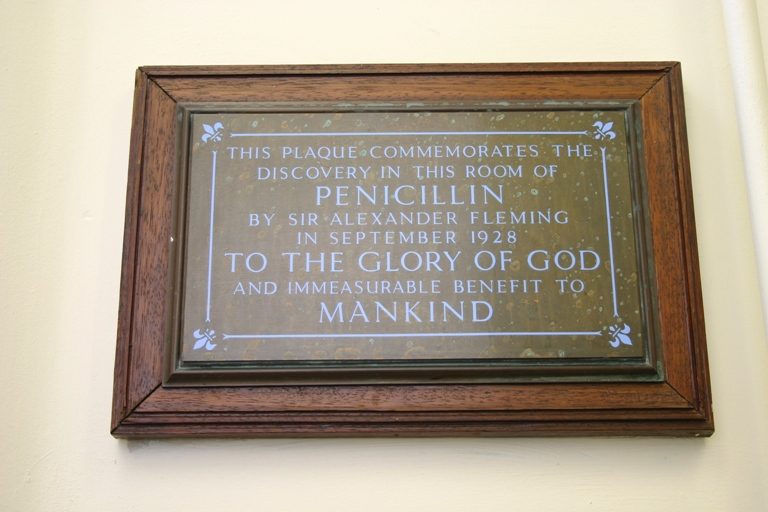 THIS PLAQUE COMMEMORATES THE
DISCOVERY IN THIS ROOM OF
PENICILLIN
BY SIR ALEXANDER FLEMING
IN SEPTEMBER 1928
TO THE GLORY OF GOD
AND IMMEASURABLE BENEFIT TO
MANKIND